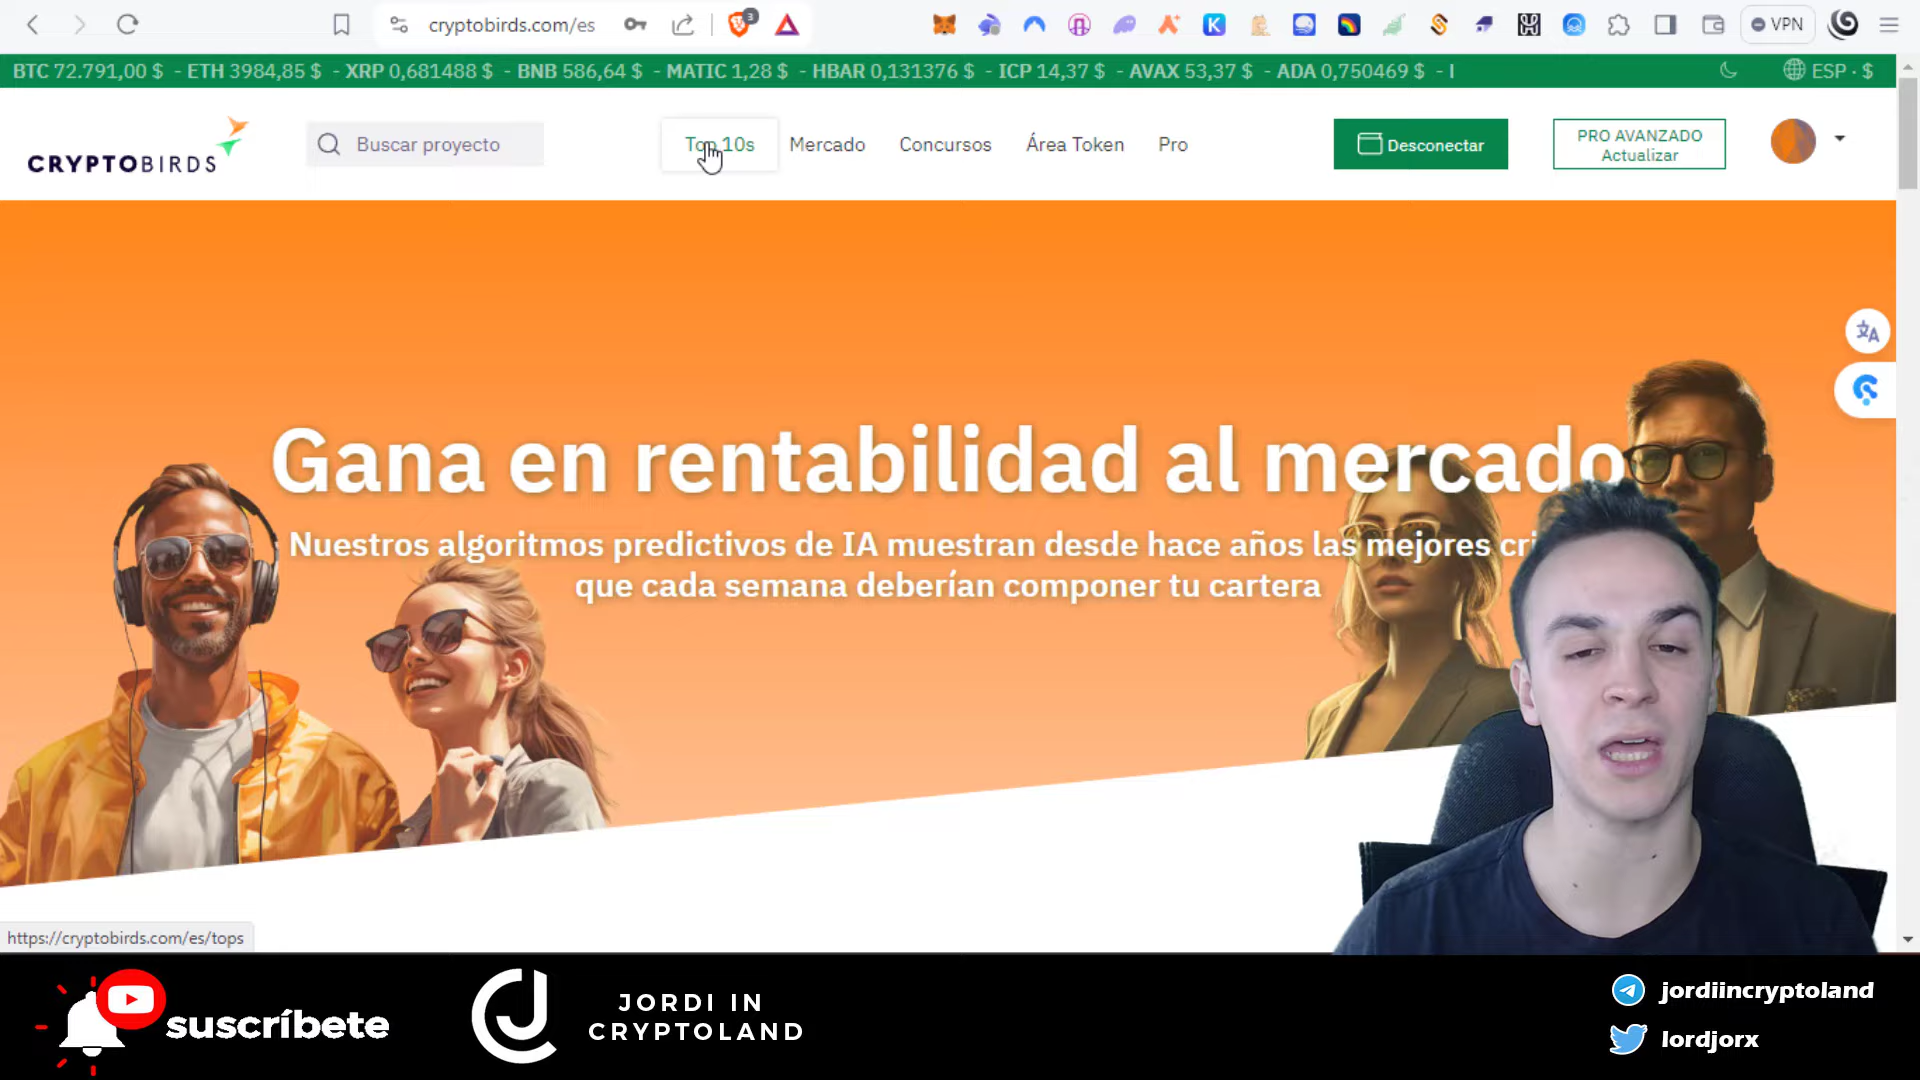 cryptobirds.com/es
3
VPN
BTC 72.791,00 $ - ETH 3984,85 $ - XRP 0,681488 $ - BNB 586,64 $ - MATIC 1,28 $ - HBAR 0,131376 $ - ICP 14,37 $ - AVAX 53,37 $ - ADA 0,750469 $ -
ESP · $
CRYPTOBIRDS
Buscar proyecto
Top 10s
Mercado
Concursos
Área Token
Pro
Desconectar
PRO AVANZADO
Actualizar
Gana en rentabilidad al mercado
Nuestros algoritmos predictivos de IA muestran desde hace años las mejores
que cada semana deberían componer tu cartera
https://cryptobirds.com/es/tops
suscríbete
JORDI IN
CRYPTOLAND
jordiincryptoland
lordjorx